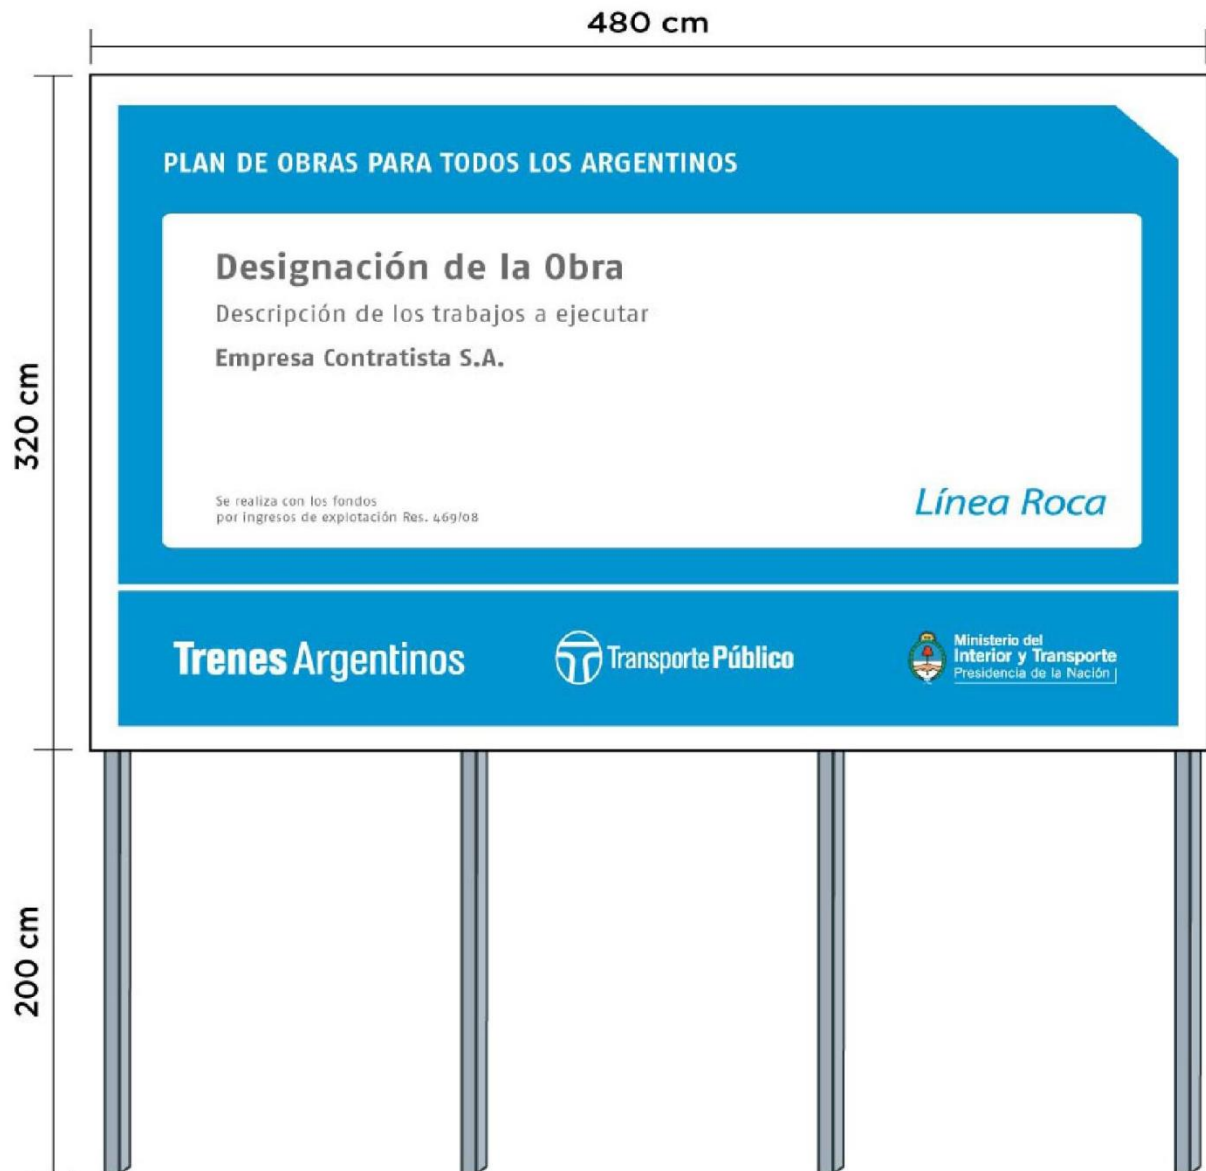 480 cm
PLAN DE OBRAS PARA TODOS LOS ARGENTINOS
Designación de la Obra
Descripción de los trabajos a ejecutar
Empresa Contratista S.A.
320 cm
Se realiza con los fondos
por ingresos de explotación Res. 469/08
Línea Roca
Trenes Argentinos
Transporte Público
Ministerio del
Interior y Transporte
Presidencia de la Nación
200 cm